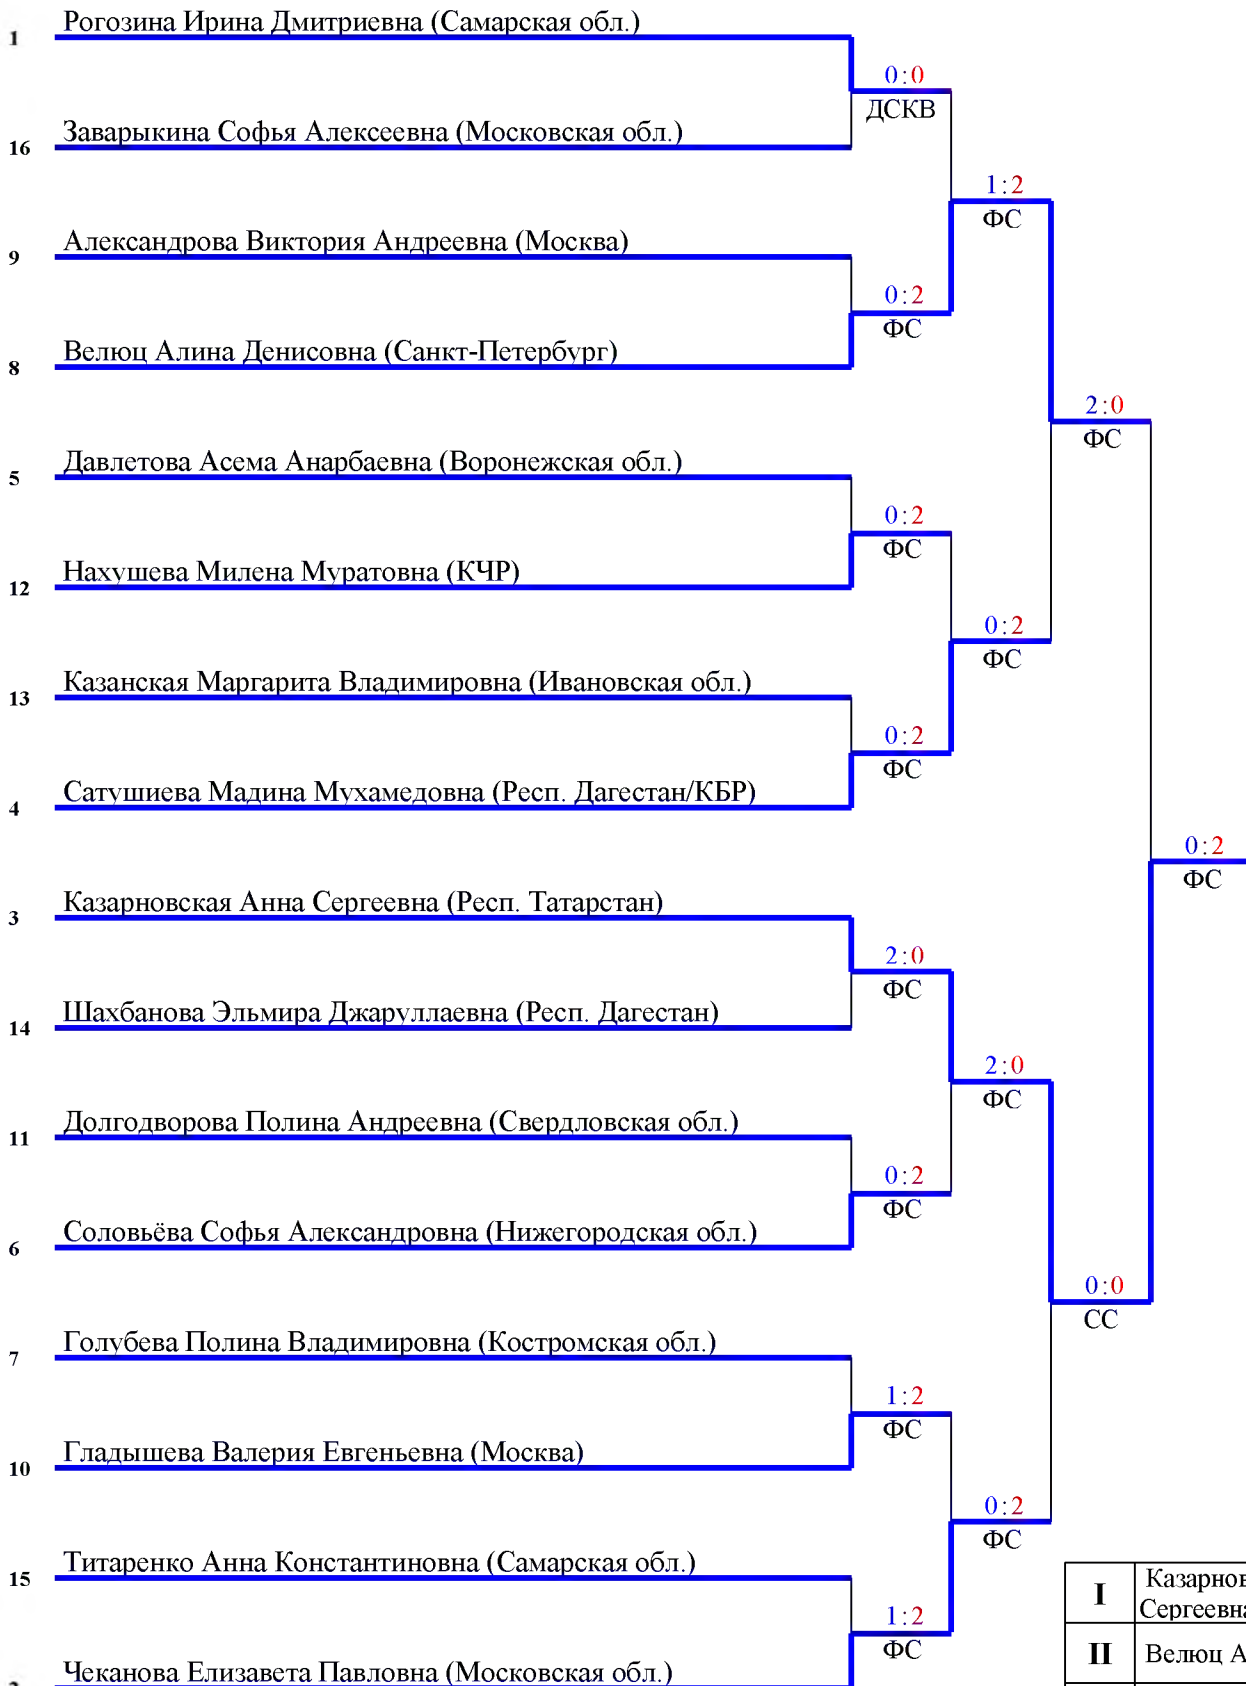 Рогозина Ирина Дмитриевна (Самарская обл.)
1
0:0
ДСКВ
Заварыкина Софья Алексеевна (Московская обл.)
16
1:2
ФС
Александрова Виктория Андреевна (Москва)
9
0:2
ФС
Велюц Алина Денисовна (Санкт-Петербург)
8
2:0
ФС
Давлетова Асема Анарбаевна (Воронежская обл.)
5
0:2
ФС
Нахушева Милена Муратовна (КЧР)
12
0:2
ФС
Казанская Маргарита Владимировна (Ивановская обл.)
13
0:2
ФС
Сатушиева Мадина Мухамедовна (Респ. Дагестан/КБР)
4
0:2
ФС
Казарновская Анна Сергеевна (Респ. Татарстан)
3
2:0
ФС
Шахбанова Эльмира Джаруллаевна (Респ. Дагестан)
14
2:0
ФС
Долгодворова Полина Андреевна (Свердловская обл.)
11
0:2
ФС
Соловьёва Софья Александровна (Нижегородская обл.)
6
0:0
СС
Голубева Полина Владимировна (Костромская обл.)
7
1:2
ФС
Гладышева Валерия Евгеньевна (Москва)
10
0:2
ФС
Титаренко Анна Константиновна (Самарская обл.)
15
1:2
ФС
Чеканова Елизавета Павловна (Московская обл.)
I Казарнов
Сергеевна
II Велюц А